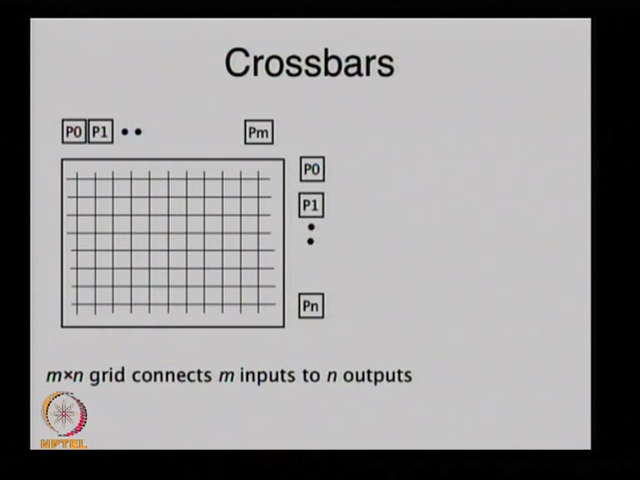 Crossbars
P0 P1 •• Pm
P0
P1
Pn
m×n grid connects m inputs to n outputs
NPTEL